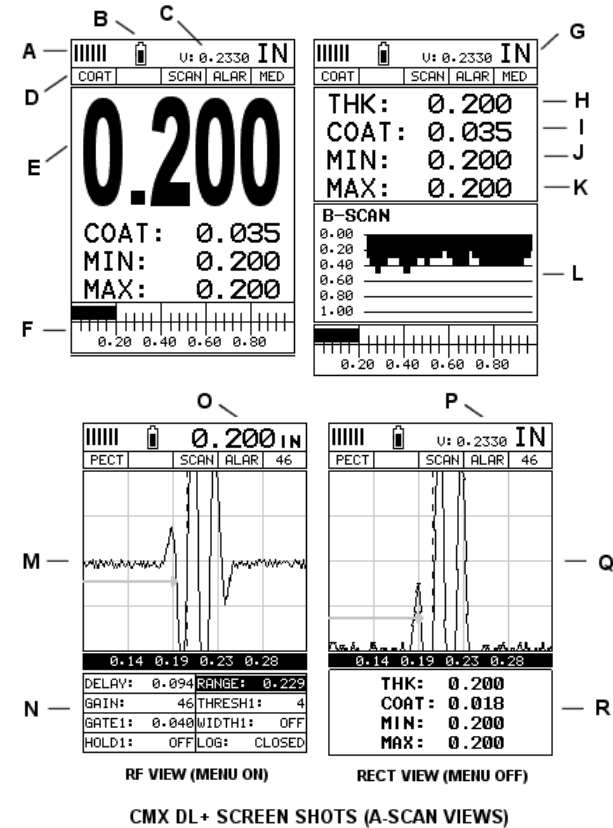 B
C
A
V: 0.2330 IN
D
COAT SCAN ALAR MED
E
0.200
COAT: 0.035
MIN: 0.200
MAX: 0.200
F
0.20 0.40 0.60 0.80
G
V: 0.2330 IN
COAT SCAN ALAR MED
THK: 0.200 H
COAT: 0.035 I
MIN: 0.200 J
MAX: 0.200 K
B-SCAN
0.00
0.20
0.40
0.60
0.80
1.00
L
0.20 0.40 0.60 0.80
O
0.200 IN
PECT SCAN ALAR 46
M
0.14 0.19 0.23 0.28
N
DELAY: 0.094 RANGE: 0.229
GAIN: 46 THRESH1: 4
GATE1: 0.040 WIDTH1: OFF
HOLD1: OFF LOG: CLOSED
RF VIEW (MENU ON)
P
V: 0.2330 IN
PECT SCAN ALAR 46
Q
0.14 0.19 0.23 0.28
THK: 0.200
COAT: 0.018
MIN: 0.200
MAX: 0.200
R
RECT VIEW (MENU OFF)
CMX DL+ SCREEN SHOTS (A-SCAN VIEWS)